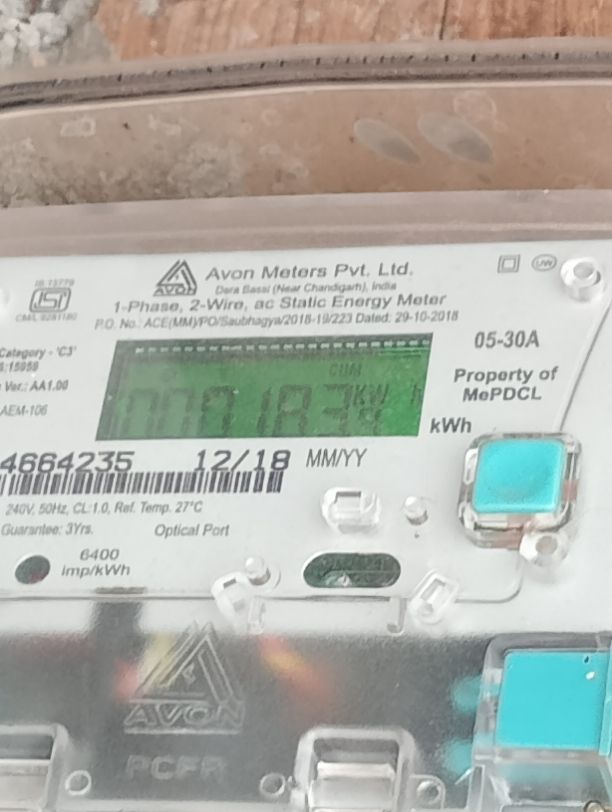 Avon Meters Pvt. Ltd.
Dera Bassi (Near Chandigarh), India
1-Phase, 2-Wire, ac Static Energy Meter
P.O. No.: ACE(MM)/PO/Saubhagya/2018-19/223 Dated: 29-10-2018
AVON
IS:13779
ISI
Category - 'C3'
:15959
Ver.: AA1.00
AEM-106
05-30A
Property of
MePDCL
CUM
kW h
kWh
4664235 12/18 MM/YY
240V, 50Hz, CL:1.0, Ref. Temp. 27°C
Guarantee: 3Yrs. Optical Port
6400
imp/kWh
AVON